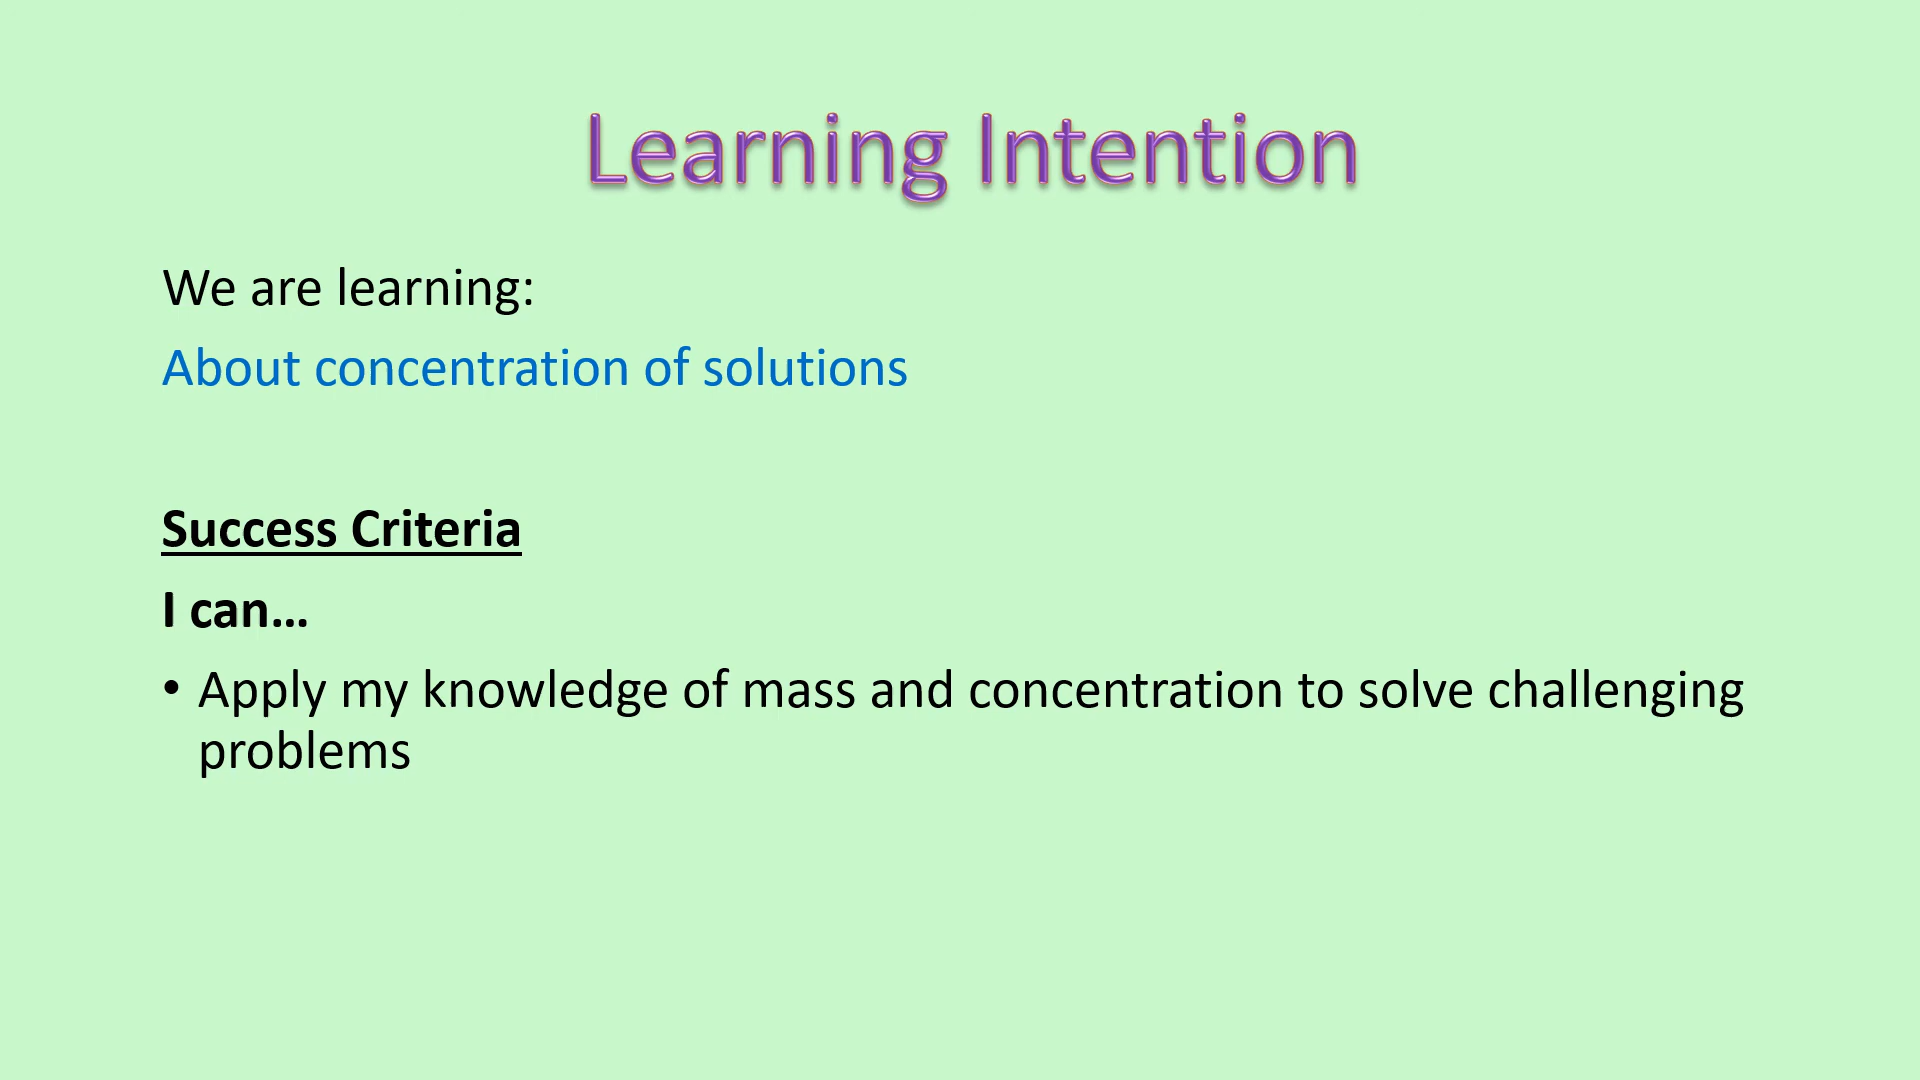 Learning Intention
We are learning:
About concentration of solutions
Success Criteria
I can…
• Apply my knowledge of mass and concentration to solve challenging
problems